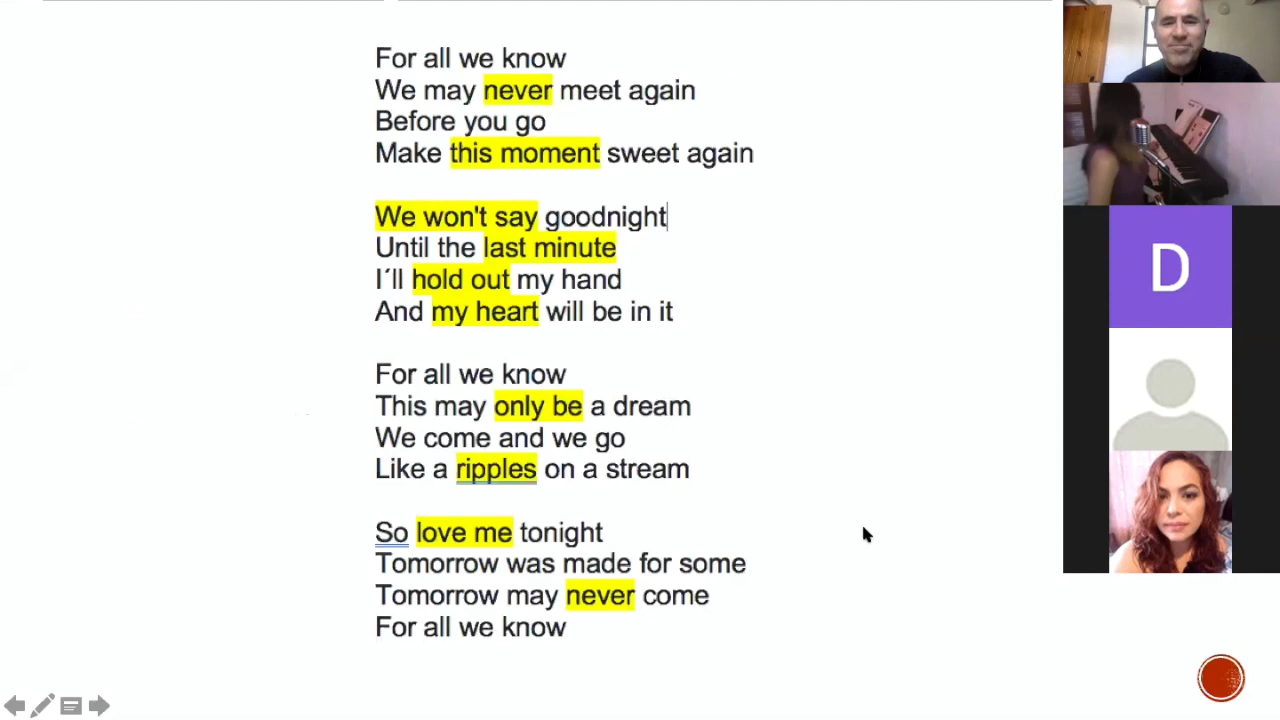 For all we know
We may never meet again
Before you go
Make this moment sweet again
We won't say goodnight
Until the last minute
I´ll hold out my hand
And my heart will be in it
For all we know
This may only be a dream
We come and we go
Like a ripples on a stream
So love me tonight
Tomorrow was made for some
Tomorrow may never come
For all we know
D